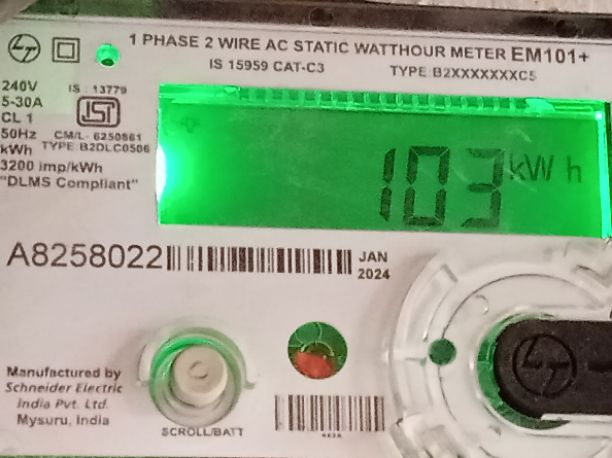 1 PHASE 2 WIRE AC STATIC WATTHOUR METER EM101+
IS 15959 CAT-C3 TYPE:B2XXXXXXXC5
240V IS : 13779
5-30A ISI
CL 1
50Hz CM/L- 6250861
kWh TYPE: B2DLC0506
3200 imp/kWh
"DLMS Compliant"
103 kWh
A8258022 JAN
2024
Manufactured by
Schneider Electric
India Pvt. Ltd.
Mysuru, India
SCROLL/BATT